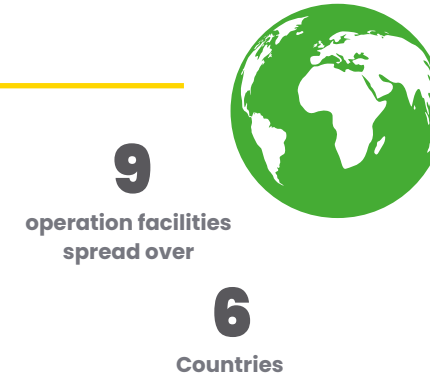 9
operation facilities
spread over
6
Countries